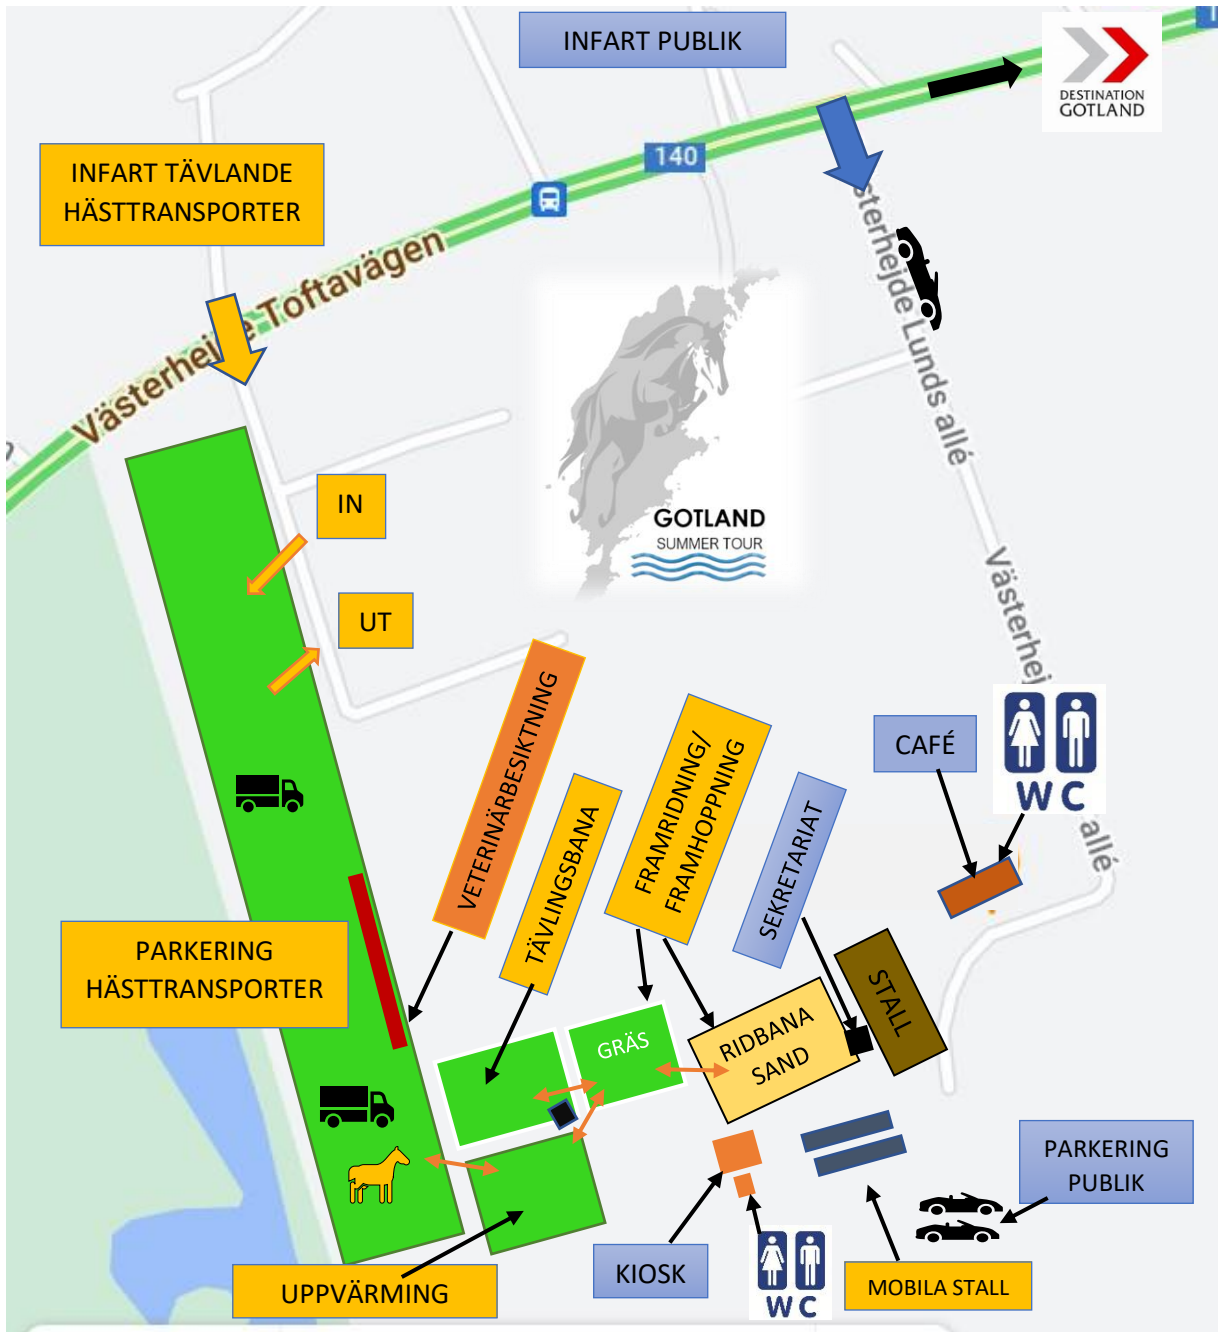 INFART PUBLIK
DESTINATION
GOTLAND
140
INFART TÄVLANDE
HÄSTTRANSPORTER
Västerhejde Toftavägen
sterhejde Lunds allé
GOTLAND
SUMMER TOUR
IN
UT
Västerhej
allé
WC
CAFÉ
VETERINÄRBESIKTNING
TÄVLINGSBANA
FRAMRIDNING/
FRAMHOPPNING
SEKRETARIAT
STALL
PARKERING
HÄSTTRANSPORTER
GRÄS
RIDBANA
SAND
PARKERING
PUBLIK
KIOSK
WC
MOBILA STALL
UPPVÄRMING